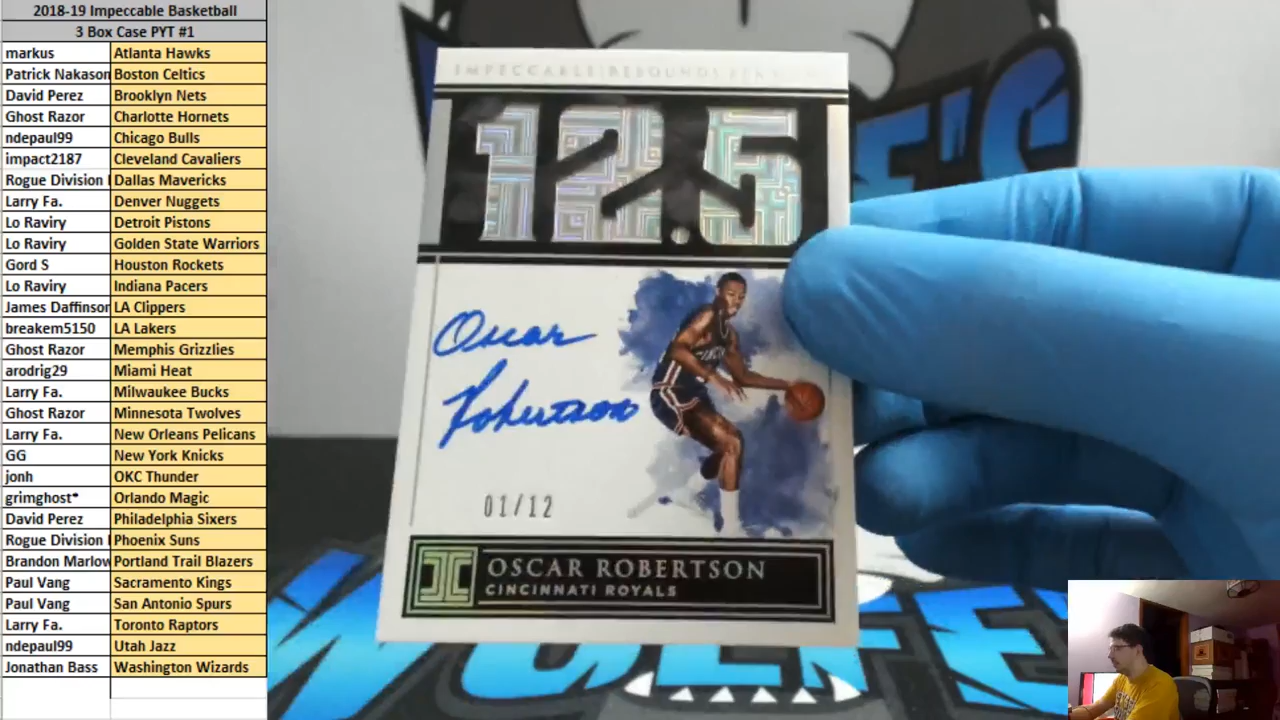 2018-19 Impeccable Basketball
3 Box Case PYT #1
markus Atlanta Hawks
Patrick Nakason Boston Celtics
David Perez Brooklyn Nets
Ghost Razor Charlotte Hornets
ndepaul99 Chicago Bulls
impact2187 Cleveland Cavaliers
Rogue Division Dallas Mavericks
Larry Fa. Denver Nuggets
Lo Raviry Detroit Pistons
Lo Raviry Golden State Warriors
Gord S Houston Rockets
Lo Raviry Indiana Pacers
James Daffinson LA Clippers
breakem5150 LA Lakers
Ghost Razor Memphis Grizzlies
arodrig29 Miami Heat
Larry Fa. Milwaukee Bucks
Ghost Razor Minnesota Twolves
Larry Fa. New Orleans Pelicans
GG New York Knicks
jonh OKC Thunder
grimghost* Orlando Magic
David Perez Philadelphia Sixers
Rogue Division Phoenix Suns
Brandon Marlow Portland Trail Blazers
Paul Vang Sacramento Kings
Paul Vang San Antonio Spurs
Larry Fa. Toronto Raptors
ndepaul99 Utah Jazz
Jonathan Bass Washington Wizards
IMPECCABLE REBOUNDS
12.5
Oscar
Robertson
01/12
OSCAR ROBERTSON
CINCINNATI ROYALS